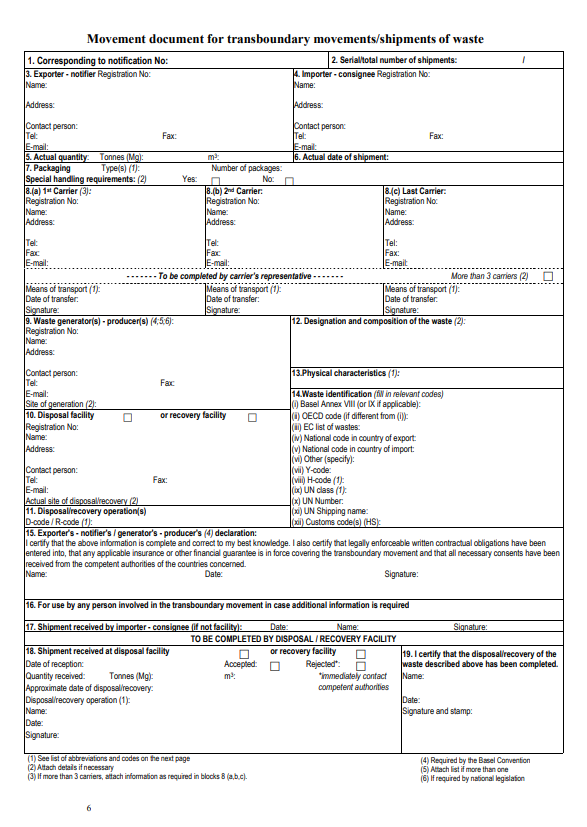 Movement document for transboundary movements/shipments of waste
1. Corresponding to notification No:
2. Serial/total number of shipments: /
3. Exporter - notifier Registration No:
Name:
Address:
Contact person:
Tel: Fax:
E-mail:
4. Importer - consignee Registration No:
Name:
Address:
Contact person:
Tel: Fax:
E-mail:
5. Actual quantity: Tonnes (Mg): m³:
6. Actual date of shipment:
7. Packaging Type(s) (1): Number of packages:
Special handling requirements: (2) Yes: No:
8.(a) 1st Carrier (3):
Registration No:
Name:
Address:
Tel:
Fax:
E-mail:
8.(b) 2nd Carrier:
Registration No:
Name:
Address:
Tel:
Fax:
E-mail:
8.(c) Last Carrier:
Registration No:
Name:
Address:
Tel:
Fax:
E-mail:
- - - - - - - To be completed by carrier's representative - - - - - - -
More than 3 carriers (2)
Means of transport (1):
Date of transfer:
Signature:
Means of transport (1):
Date of transfer:
Signature:
Means of transport (1):
Date of transfer:
Signature:
9. Waste generator(s) - producer(s) (4;5;6):
Registration No:
Name:
Address:
Contact person:
Tel: Fax:
E-mail:
Site of generation (2):
10. Disposal facility or recovery facility
Registration No:
Name:
Address:
Contact person:
Tel: Fax:
E-mail:
Actual site of disposal/recovery (2)
11. Disposal/recovery operation(s)
D-code / R-code (1):
12. Designation and composition of the waste (2):
13.Physical characteristics (1):
14.Waste identification (fill in relevant codes)
(i) Basel Annex VIII (or IX if applicable):
(ii) OECD code (if different from (i)):
(iii) EC list of wastes:
(iv) National code in country of export:
(v) National code in country of import:
(vi) Other (specify):
(vii) Y-code:
(viii) H-code (1):
(ix) UN class (1):
(x) UN Number:
(xi) UN Shipping name:
(xii) Customs code(s) (HS):
15. Exporter's - notifier's / generator's - producer's (4) declaration:
I certify that the above information is complete and correct to my best knowledge. I also certify that legally enforceable written contractual obligations have been
entered into, that any applicable insurance or other financial guarantee is in force covering the transboundary movement and that all necessary consents have been
received from the competent authorities of the countries concerned.
Name: Date: Signature:
16. For use by any person involved in the transboundary movement in case additional information is required
17. Shipment received by importer - consignee (if not facility): Date: Name: Signature:
TO BE COMPLETED BY DISPOSAL / RECOVERY FACILITY
18. Shipment received at disposal facility or recovery facility
Date of reception: Accepted: Rejected*:
Quantity received: Tonnes (Mg): m³: *immediately contact
Approximate date of disposal/recovery: competent authorities
Disposal/recovery operation (1):
Name:
Date:
Signature:
19. I certify that the disposal/recovery of the
waste described above has been completed.
Name:
Date:
Signature and stamp:
(1) See list of abbreviations and codes on the next page
(2) Attach details if necessary
(3) If more than 3 carriers, attach information as required in blocks 8 (a,b,c).
(4) Required by the Basel Convention
(5) Attach list if more than one
(6) If required by national legislation
6